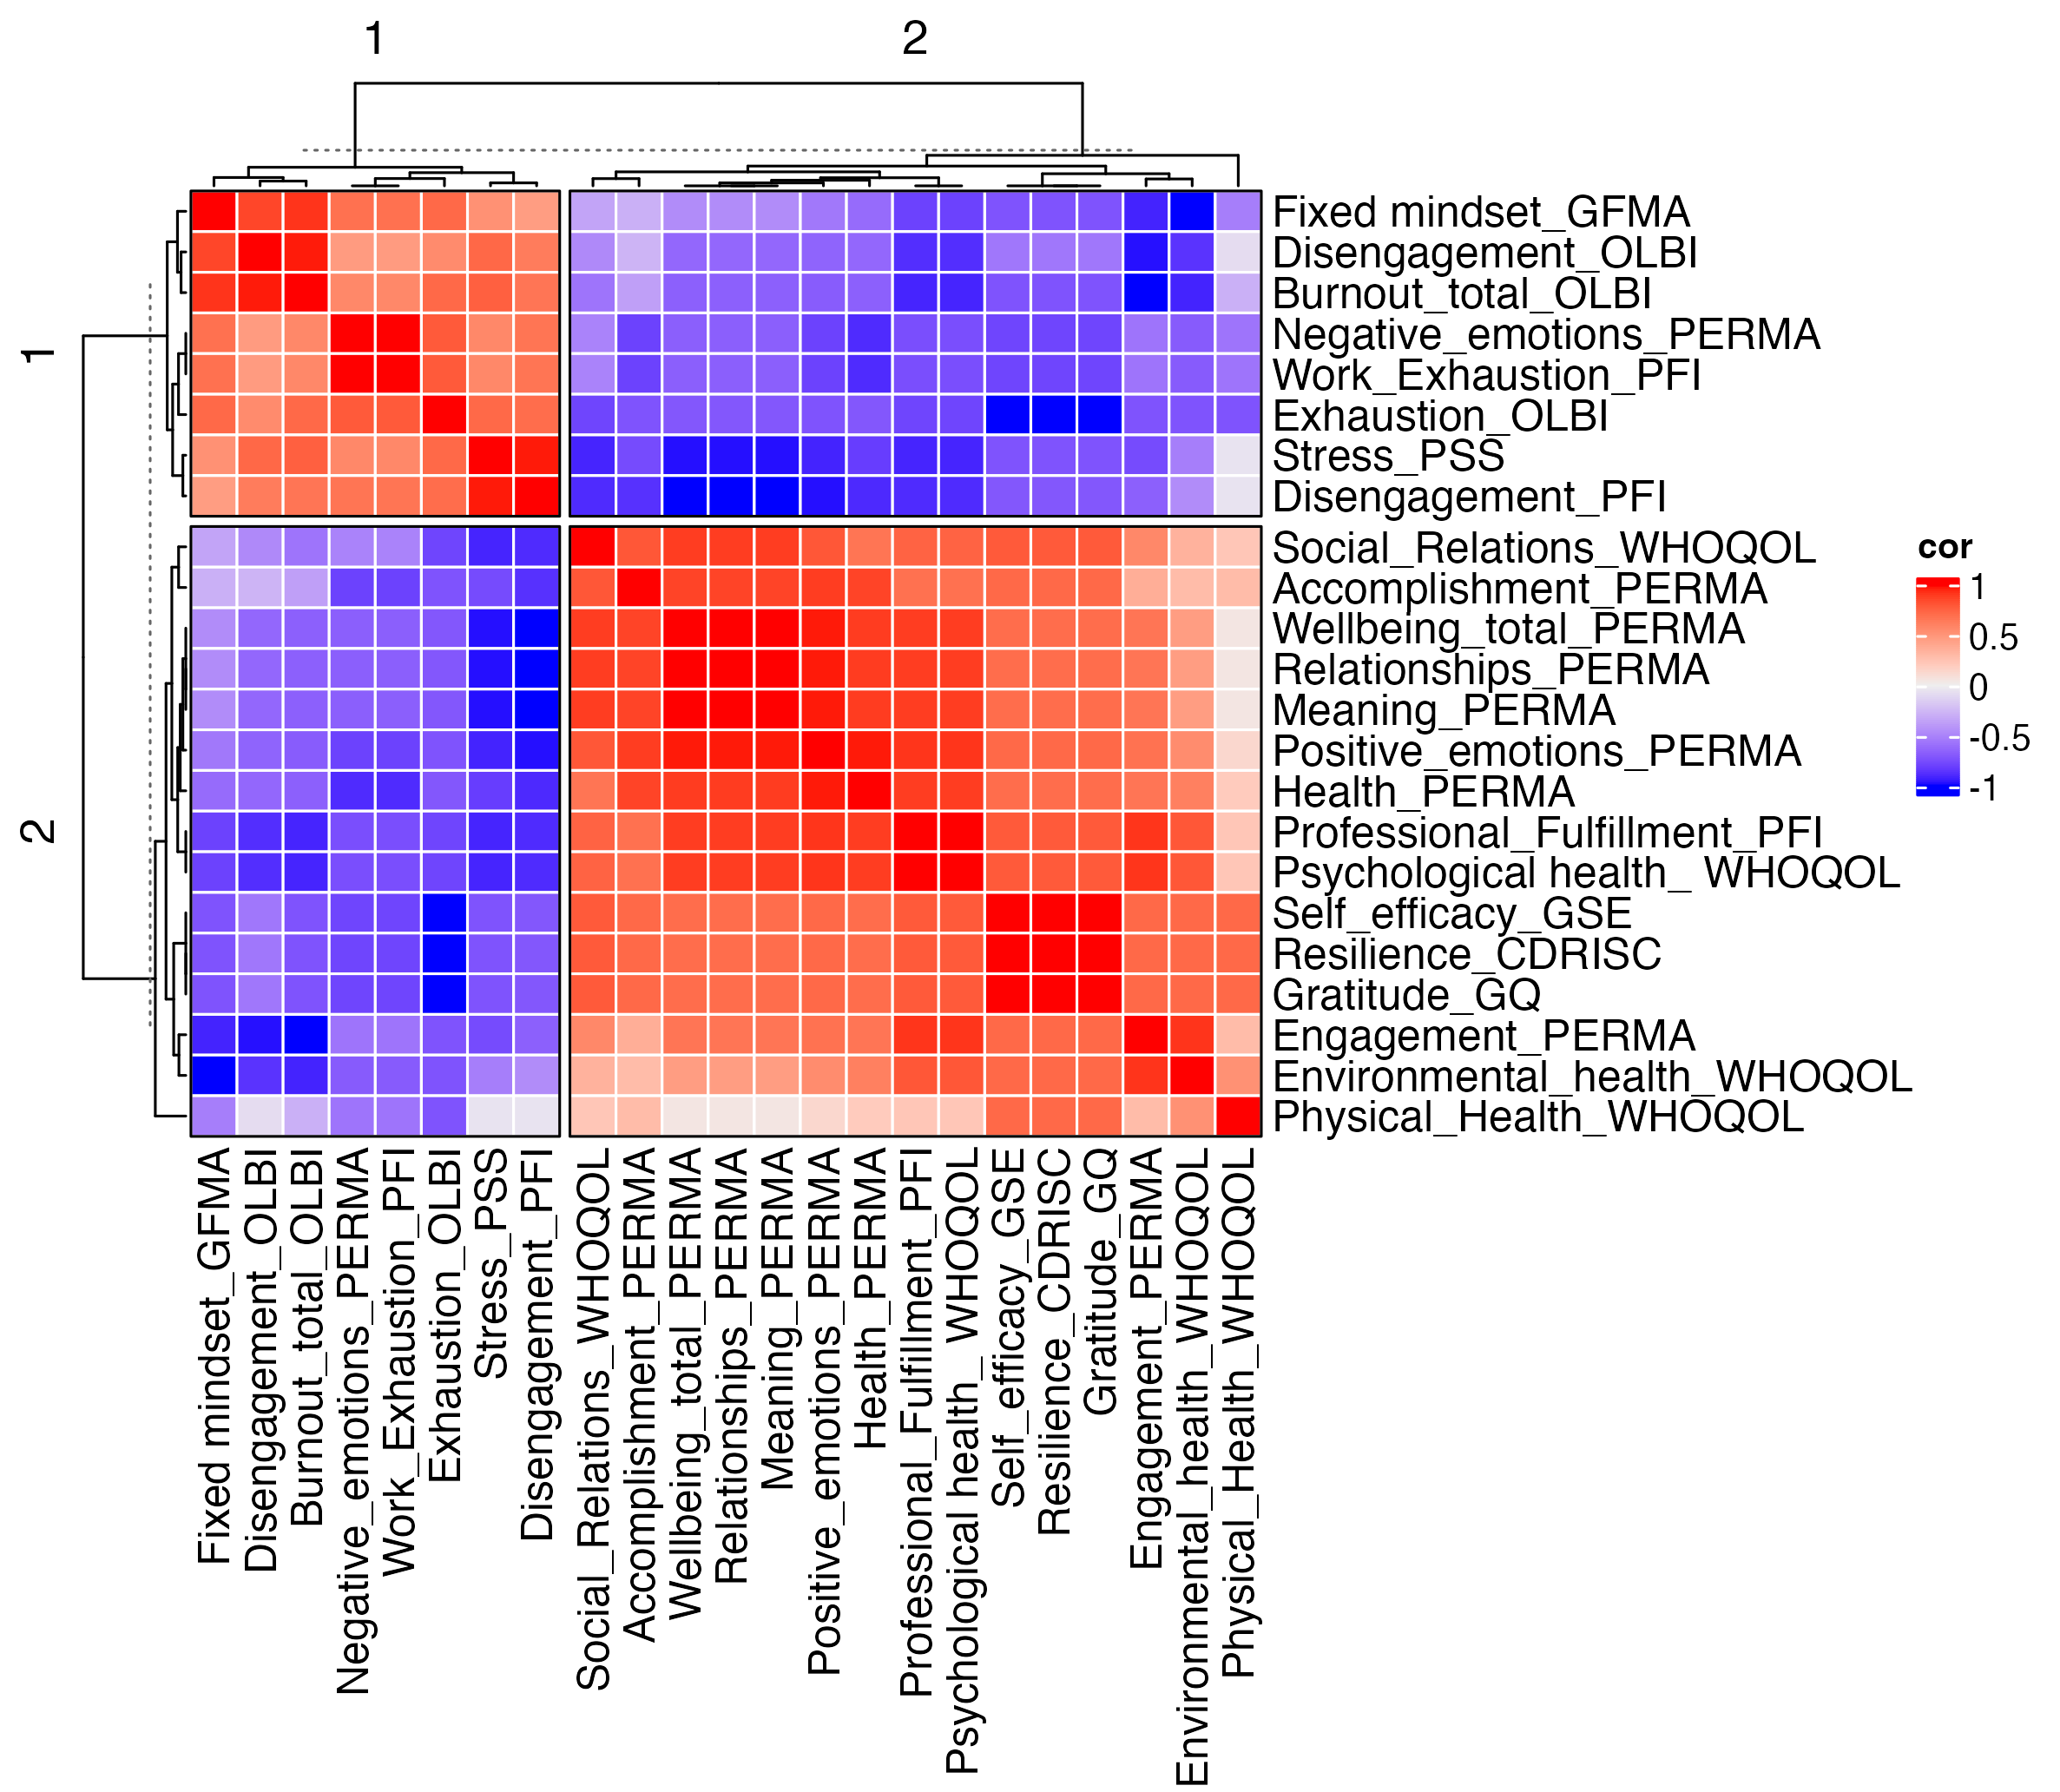 1
2
1
2
Fixed mindset_GFMA
Disengagement_OLBI
Burnout_total_OLBI
Negative_emotions_PERMA
Work_Exhaustion_PFI
Exhaustion_OLBI
Stress_PSS
Disengagement_PFI
Social_Relations_WHOQOL
Accomplishment_PERMA
Wellbeing_total_PERMA
Relationships_PERMA
Meaning_PERMA
Positive_emotions_PERMA
Health_PERMA
Professional_Fulfillment_PFI
Psychological health_ WHOQOL
Self_efficacy_GSE
Resilience_CDRISC
Gratitude_GQ
Engagement_PERMA
Environmental_health_WHOQOL
Physical_Health_WHOQOL
cor
1
0.5
0
-0.5
-1
Fixed mindset_GFMA
Disengagement_OLBI
Burnout_total_OLBI
Negative_emotions_PERMA
Work_Exhaustion_PFI
Exhaustion_OLBI
Stress_PSS
Disengagement_PFI
Social_Relations_WHOQOL
Accomplishment_PERMA
Wellbeing_total_PERMA
Relationships_PERMA
Meaning_PERMA
Positive_emotions_PERMA
Health_PERMA
Professional_Fulfillment_PFI
Psychological health_ WHOQOL
Self_efficacy_GSE
Resilience_CDRISC
Gratitude_GQ
Engagement_PERMA
Environmental_health_WHOQOL
Physical_Health_WHOQOL